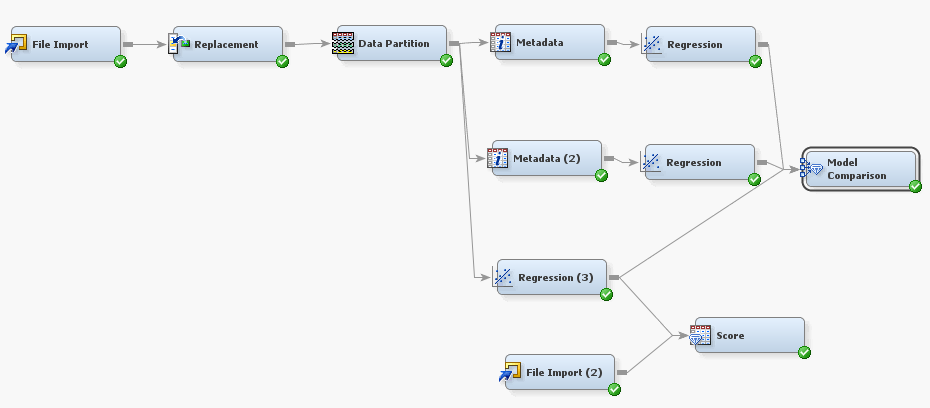 File Import
Replacement
Data Partition
Metadata
Regression
Metadata (2)
Regression
Model
Comparison
Regression (3)
Score
File Import (2)